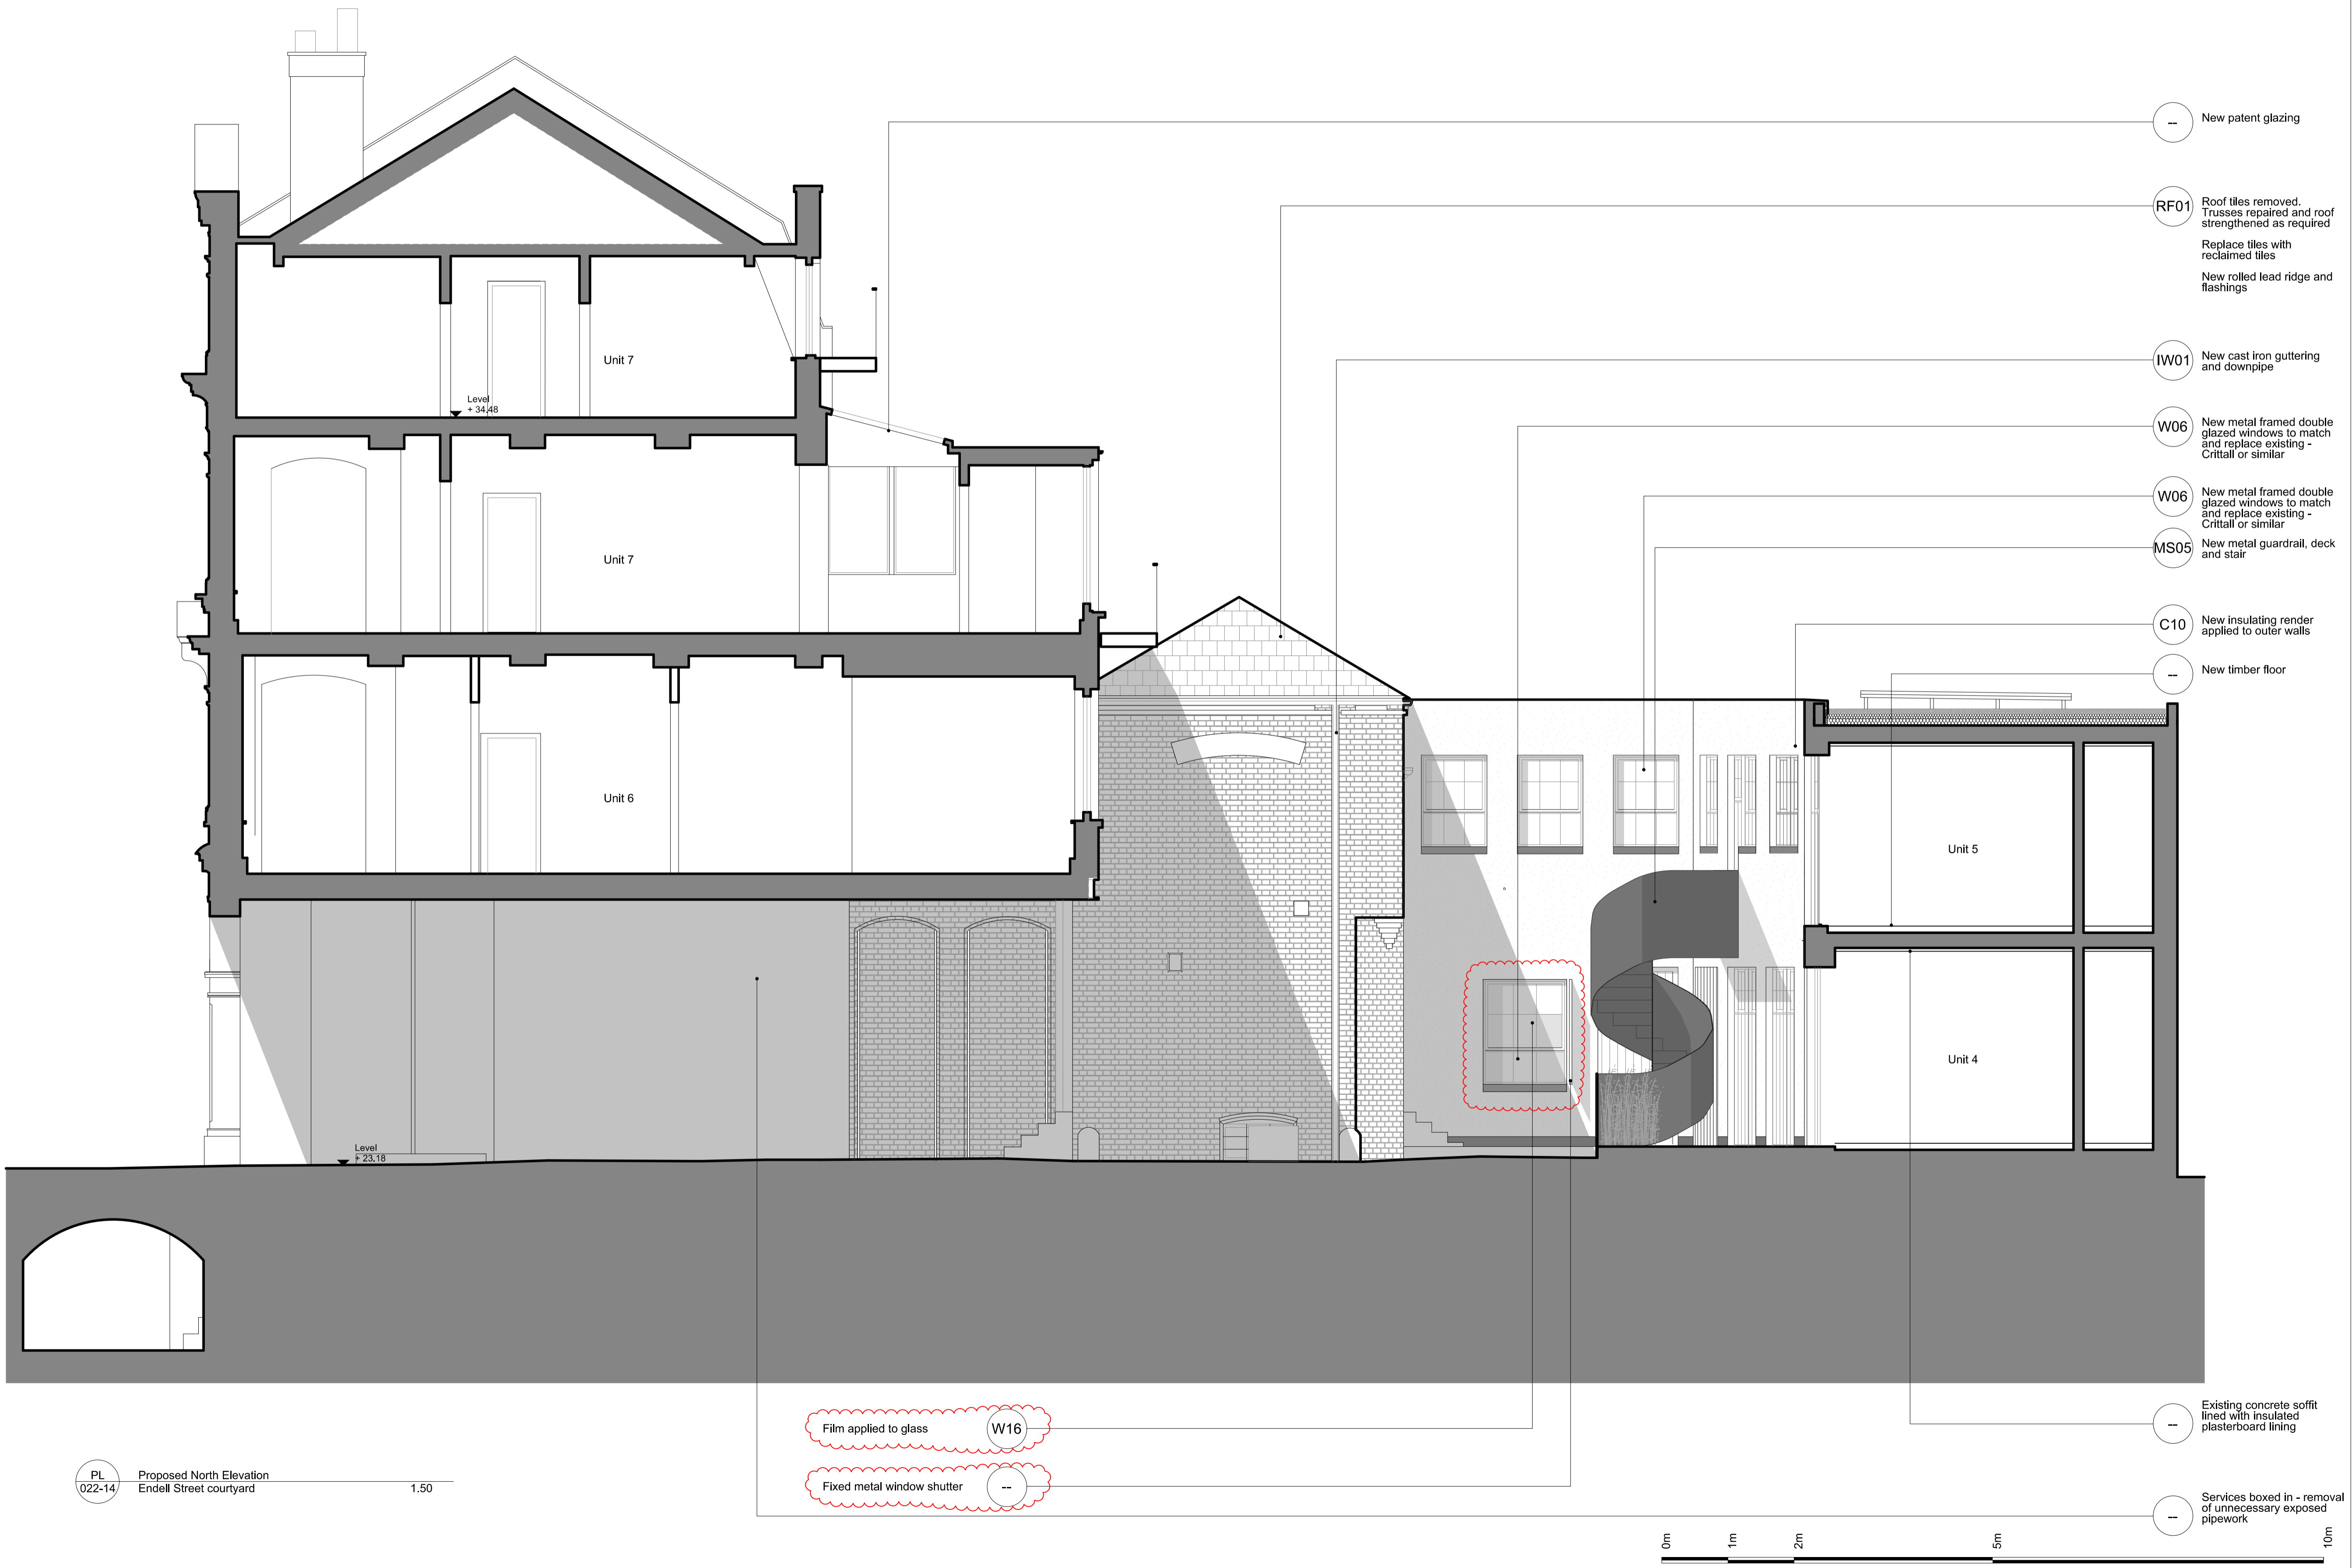 -- New patent glazing
RF01 Roof tiles removed.
Trusses repaired and roof
strengthened as required
Replace tiles with
reclaimed tiles
New rolled lead ridge and
flashings
IW01 New cast iron guttering
and downpipe
W06 New metal framed double
glazed windows to match
and replace existing -
Crittall or similar
W06 New metal framed double
glazed windows to match
and replace existing -
Crittall or similar
MS05 New metal guardrail, deck
and stair
C10 New insulating render
applied to outer walls
-- New timber floor
Unit 7
Level
+ 34.48
Unit 7
Unit 6
Unit 5
Unit 4
Level
+ 23.18
Film applied to glass W16
Fixed metal window shutter --
-- Existing concrete soffit
lined with insulated
plasterboard lining
-- Services boxed in - removal
of unnecessary exposed
pipework
PL
022-14
Proposed North Elevation
Endell Street courtyard 1.50
0m 1m 2m 5m 10m